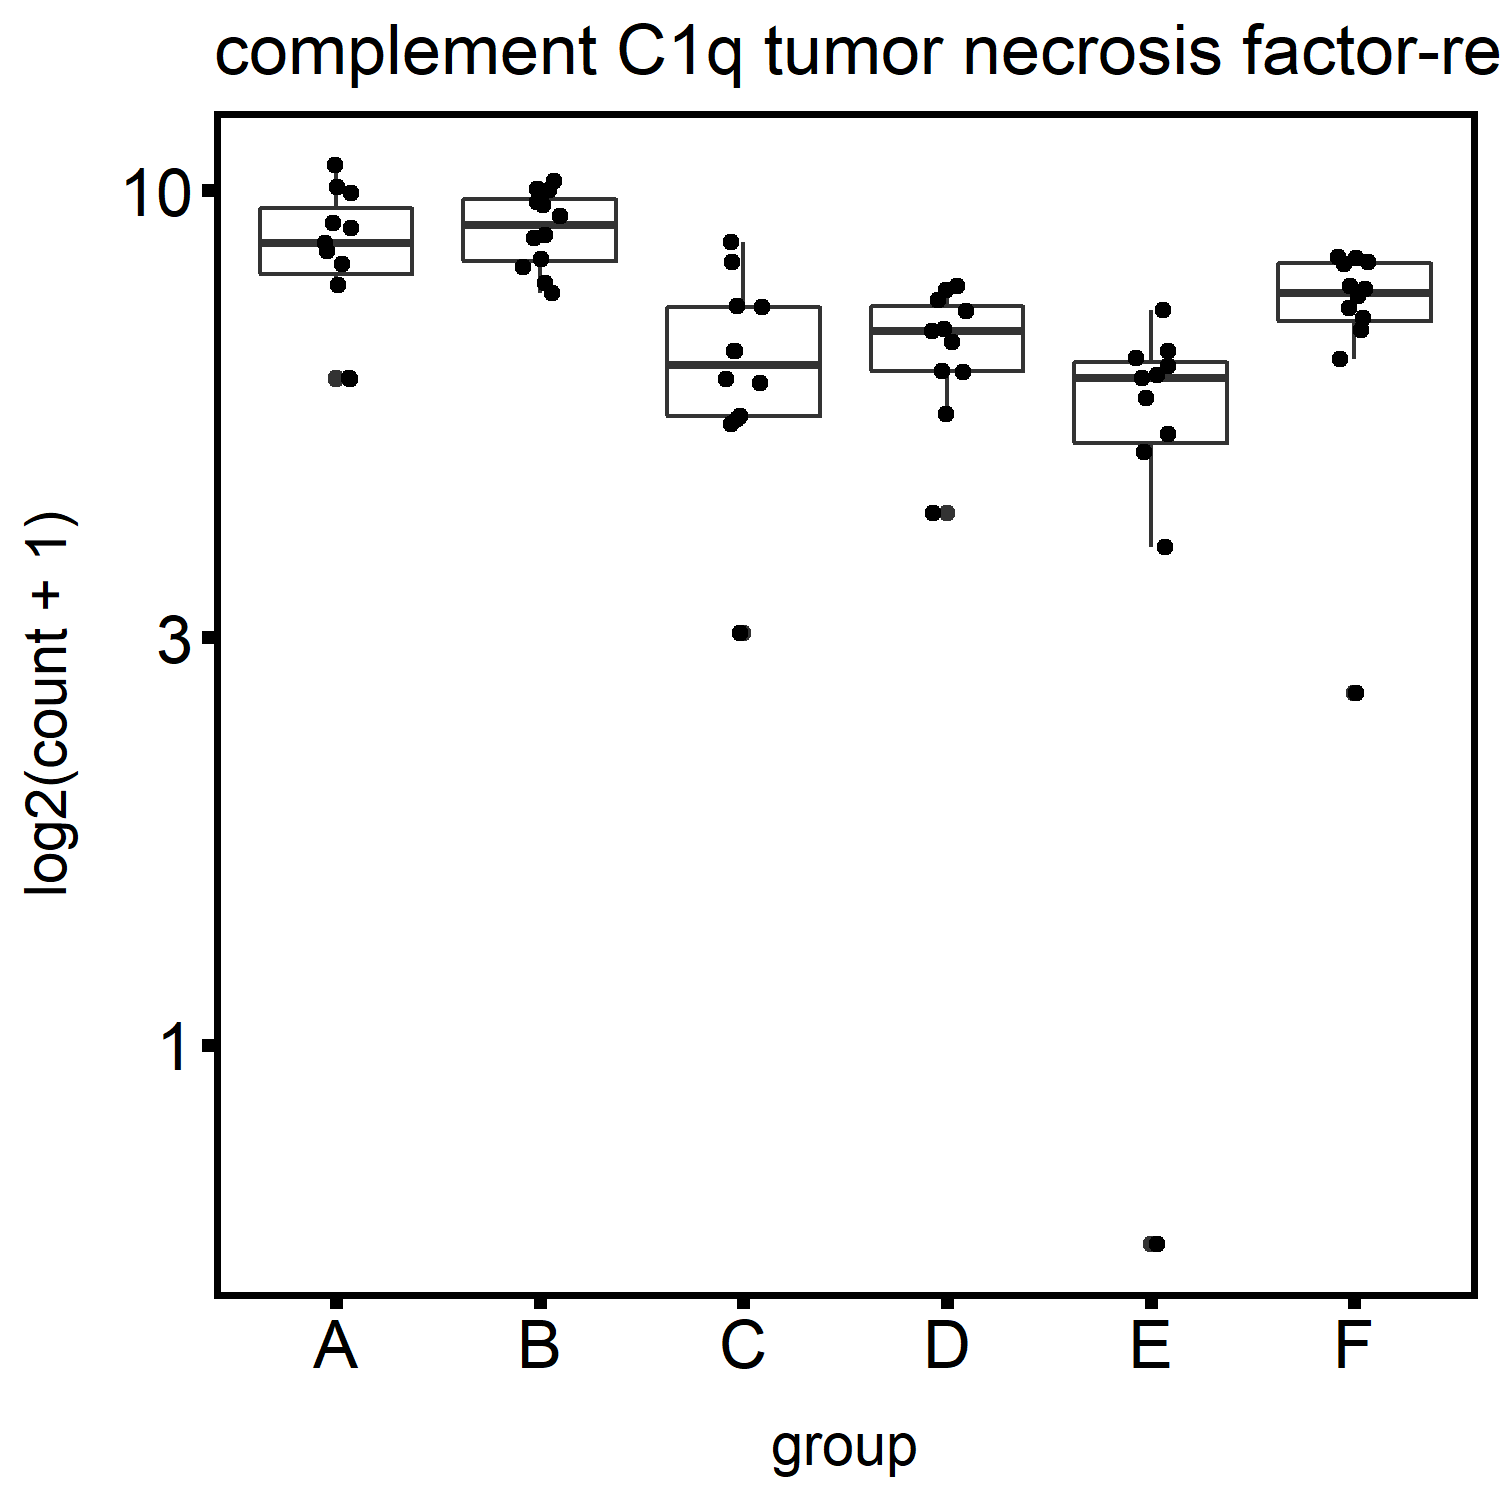 complement C1q tumor necrosis factor-re
10
3
1
log2(count + 1)
A B C D E F
group